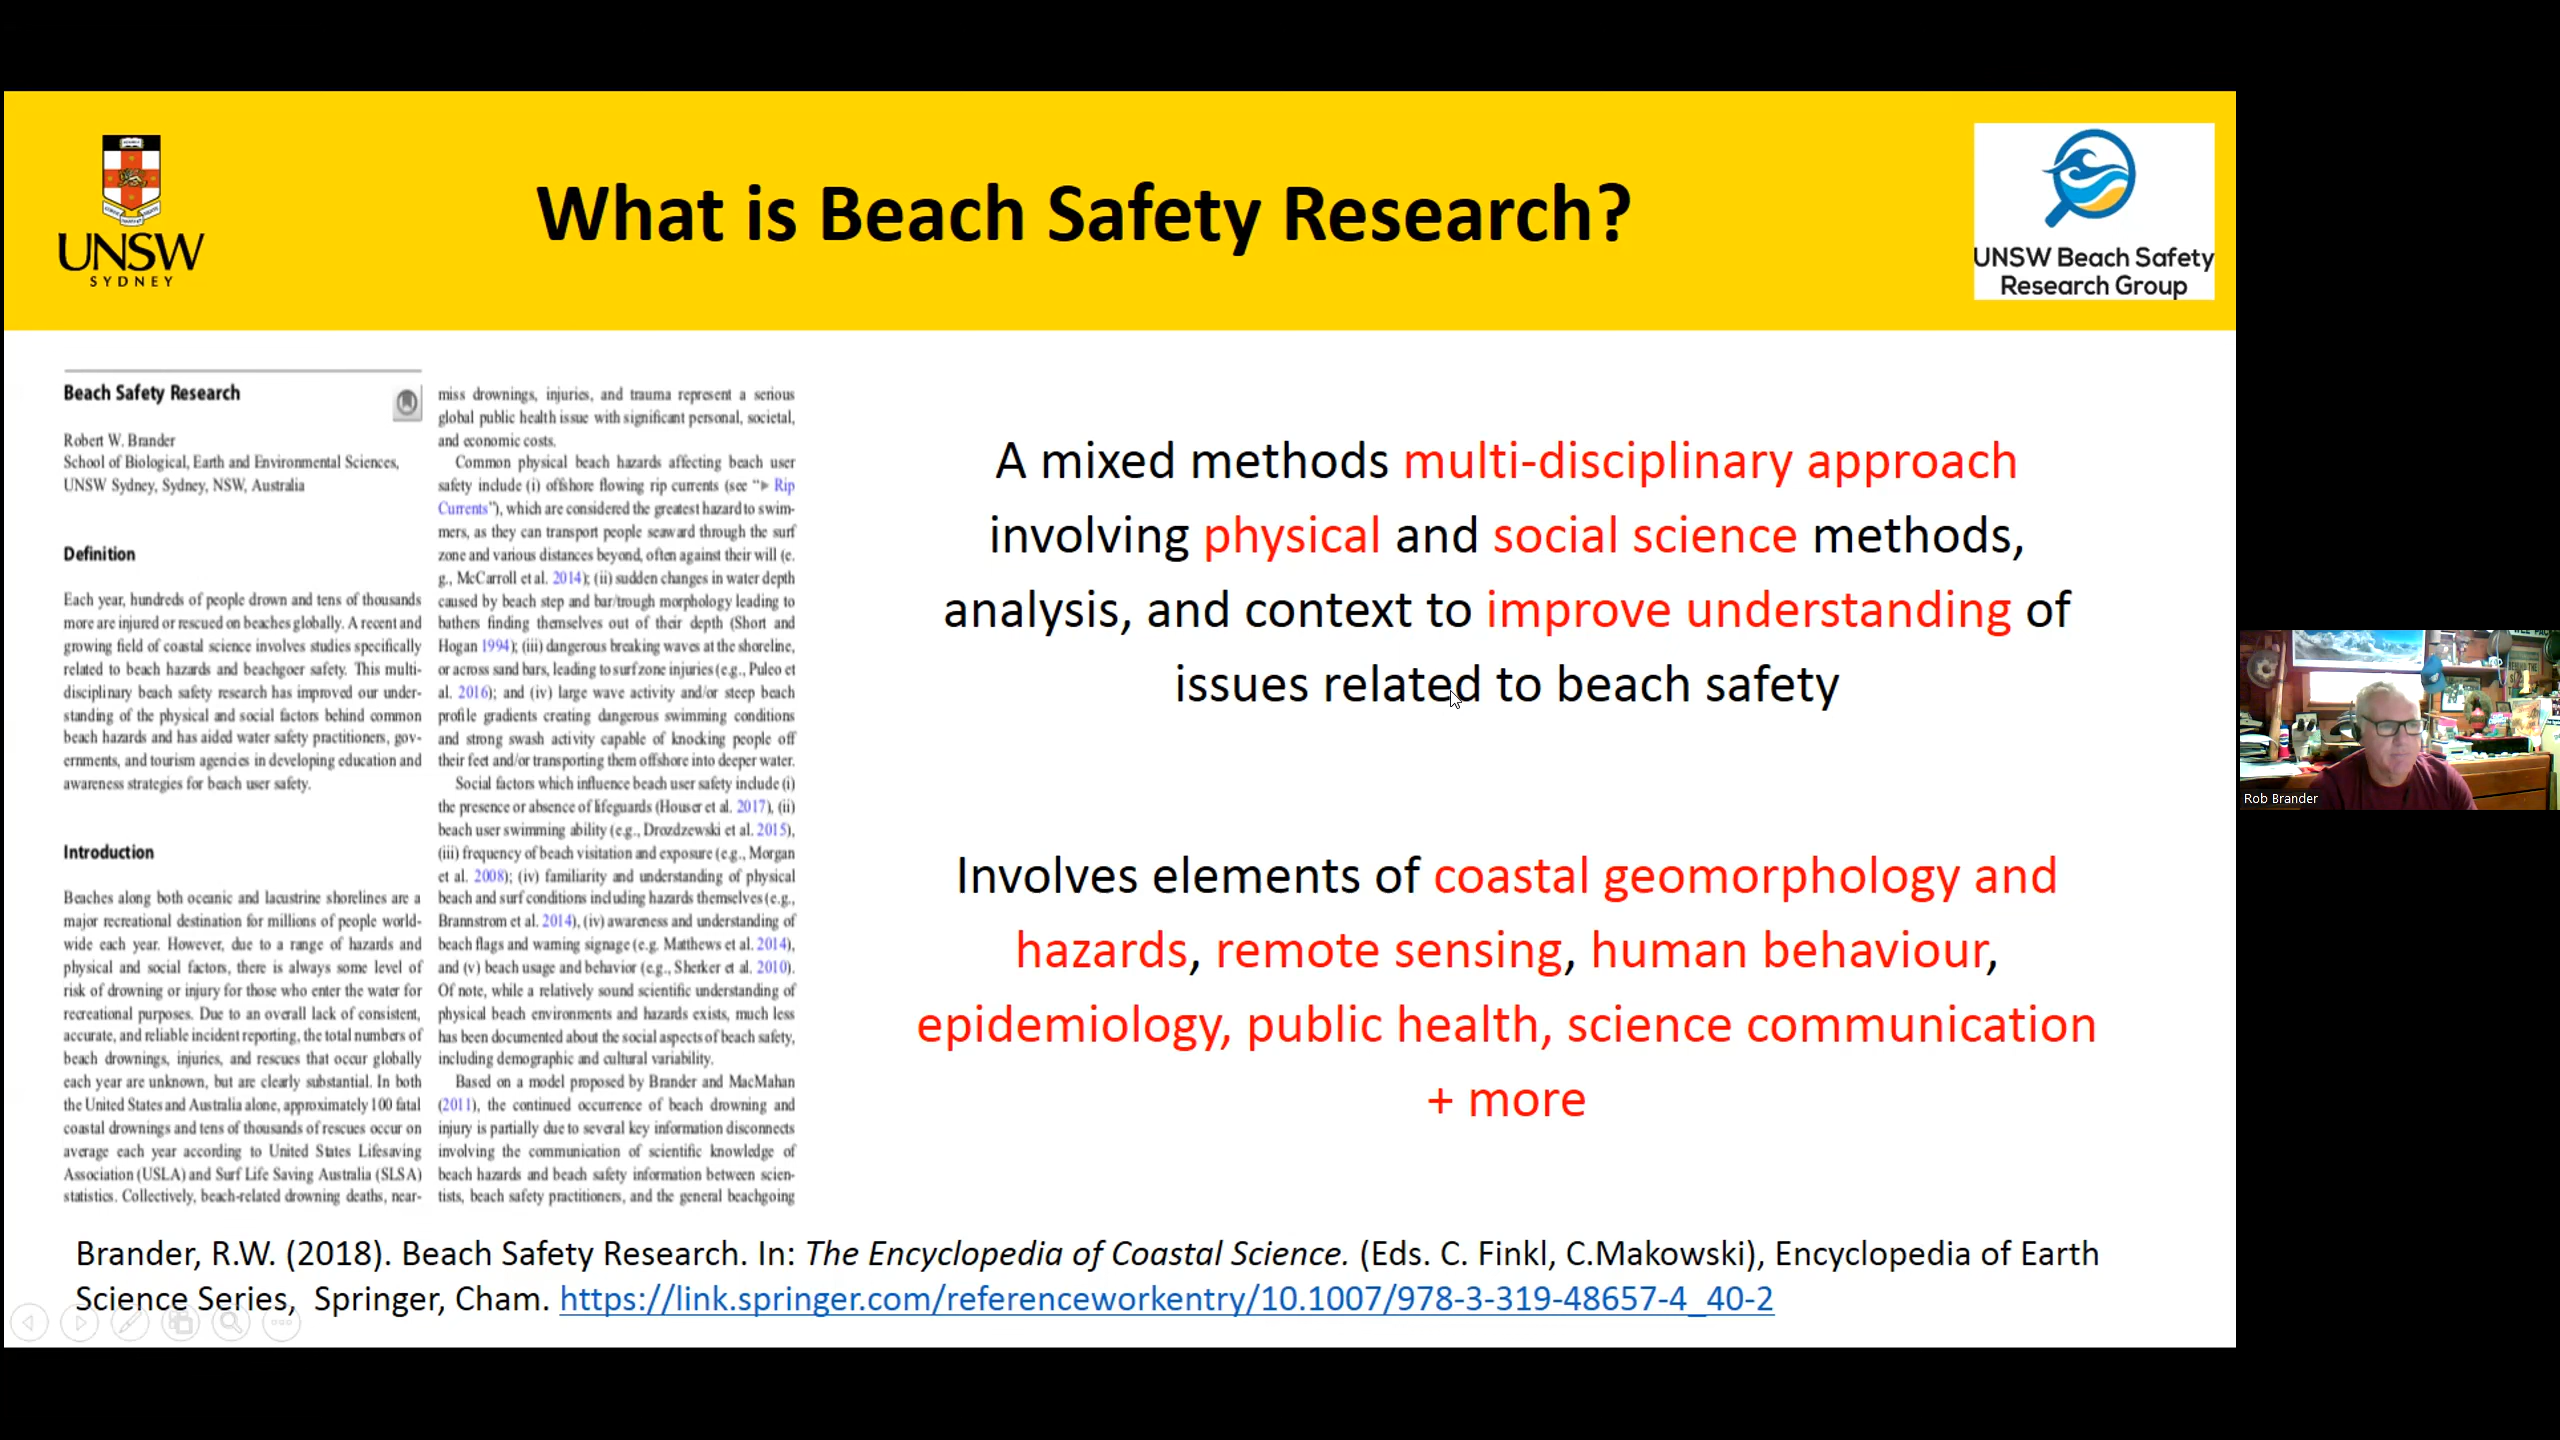 UNSW
SYDNEY
What is Beach Safety Research?
UNSW Beach Safety
Research Group
Beach Safety Research
Robert W. Brander
School of Biological, Earth and Environmental Sciences,
UNSW Sydney, Sydney, NSW, Australia
Definition
Each year, hundreds of people drown and tens of thousands
more are injured or rescued on beaches globally. A recent and
growing field of coastal science involves studies specifically
related to beach hazards and beachgoer safety. This multi-
disciplinary beach safety research has improved our under-
standing of the physical and social factors behind common
beach hazards and has aided water safety practitioners, gov-
ernments, and tourism agencies in developing education and
awareness strategies for beach user safety.
Introduction
Beaches along both oceanic and lacustrine shorelines are a
major recreational destination for millions of people world-
wide each year. However, due to a range of hazards and
physical and social factors, there is always some level of
risk of drowning or injury for those who enter the water for
recreational purposes. Due to an overall lack of consistent,
accurate, and reliable incident reporting, the total numbers of
beach drownings, injuries, and rescues that occur globally
each year are unknown, but are clearly substantial. In both
the United States and Australia alone, approximately 100 fatal
coastal drownings and tens of thousands of rescues occur on
average each year according to United States Lifesaving
Association (USLA) and Surf Life Saving Australia (SLSA)
statistics. Collectively, beach-related drowning deaths, near-
miss drownings, injuries, and trauma represent a serious
global public health issue with significant personal, societal,
and economic costs.
Common physical beach hazards affecting beach user
safety include (i) offshore flowing rip currents (see "▶ Rip
Currents"), which are considered the greatest hazard to swim-
mers, as they can transport people seaward through the surf
zone and various distances beyond, often against their will (e.
g., McCarroll et al. 2014); (ii) sudden changes in water depth
caused by beach step and bar/trough morphology leading to
bathers finding themselves out of their depth (Short and
Hogan 1994); (iii) dangerous breaking waves at the shoreline,
or across sand bars, leading to surf zone injuries (e.g., Puleo et
al. 2016); and (iv) large wave activity and/or steep beach
profile gradients creating dangerous swimming conditions
and strong swash activity capable of knocking people off
their feet and/or transporting them offshore into deeper water.
Social factors which influence beach user safety include (i)
the presence or absence of lifeguards (Houser et al. 2017), (ii)
beach user swimming ability (e.g., Drozdzewski et al. 2015),
(iii) frequency of beach visitation and exposure (e.g., Morgan
et al. 2008); (iv) familiarity and understanding of physical
beach and surf conditions including hazards themselves (e.g.,
Brannstrom et al. 2014), (iv) awareness and understanding of
beach flags and warning signage (e.g. Matthews et al. 2014),
and (v) beach usage and behavior (e.g., Sherker et al. 2010).
Of note, while a relatively sound scientific understanding of
physical beach environments and hazards exists, much less
has been documented about the social aspects of beach safety,
including demographic and cultural variability.
Based on a model proposed by Brander and MacMahan
(2011), the continued occurrence of beach drowning and
injury is partially due to several key information disconnects
involving the communication of scientific knowledge of
beach hazards and beach safety information between scien-
tists, beach safety practitioners, and the general beachgoing
A mixed methods multi-disciplinary approach
involving physical and social science methods,
analysis, and context to improve understanding of
issues related to beach safety
Involves elements of coastal geomorphology and
hazards, remote sensing, human behaviour,
epidemiology, public health, science communication
+ more
Brander, R.W. (2018). Beach Safety Research. In: The Encyclopedia of Coastal Science. (Eds. C. Finkl, C.Makowski), Encyclopedia of Earth
Science Series, Springer, Cham. https://link.springer.com/referenceworkentry/10.1007/978-3-319-48657-4_40-2
Rob Brander